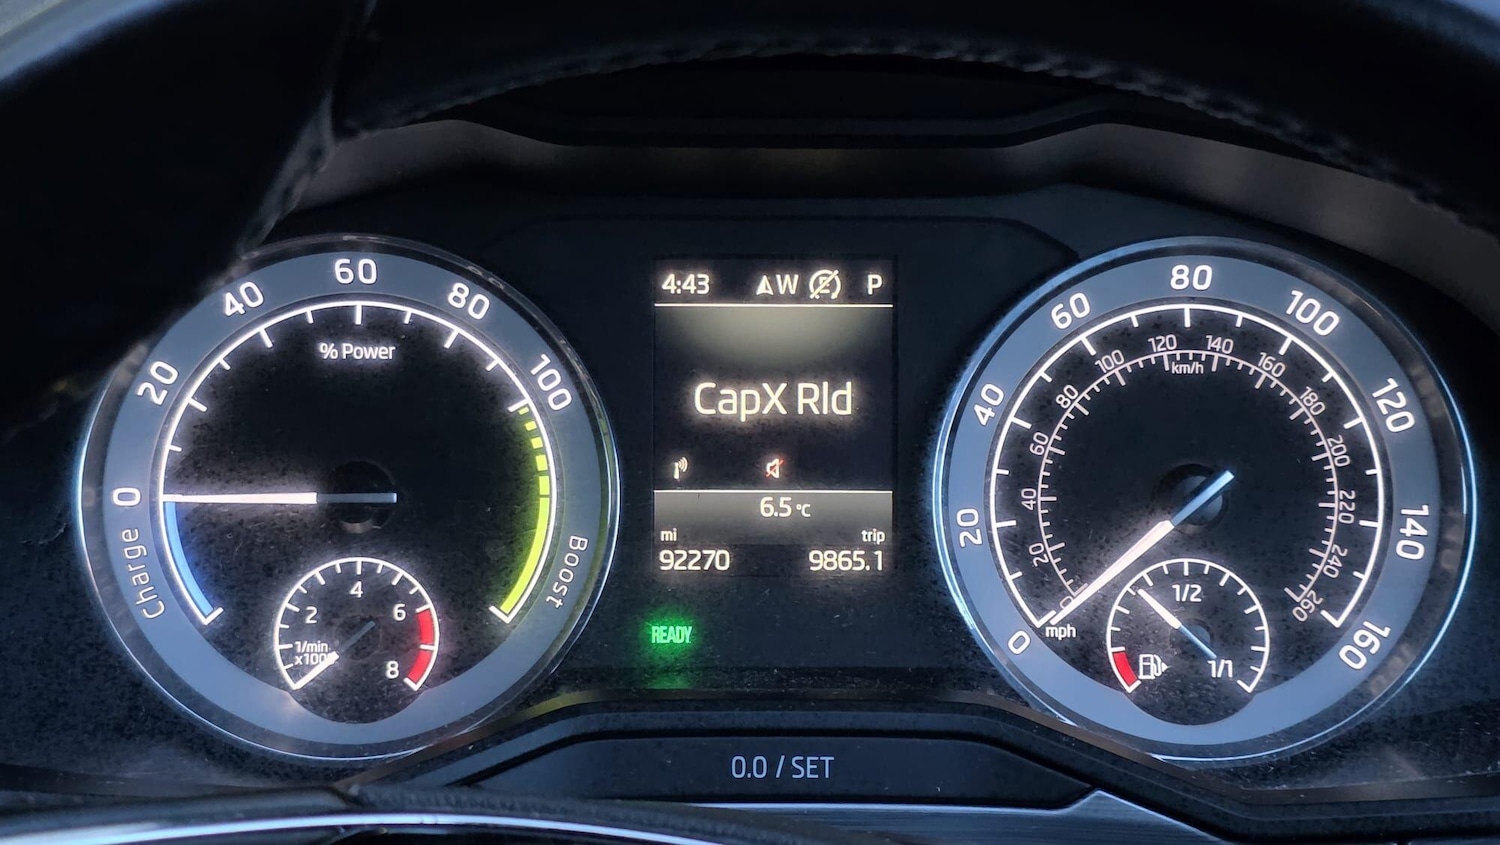 0
20
40
60
80
100
% Power
Charge
Boost
2
4
6
8
1/min
x1000
4:43 W E P
CapX Rld
6.5 °C
mi trip
92270 9865.1
READY
0
20
40
60
80
100
120
140
160
mph
0
20
40
60
80
100
120
140
160
180
200
220
240
260
km/h
1/2
1/1
0.0 / SET